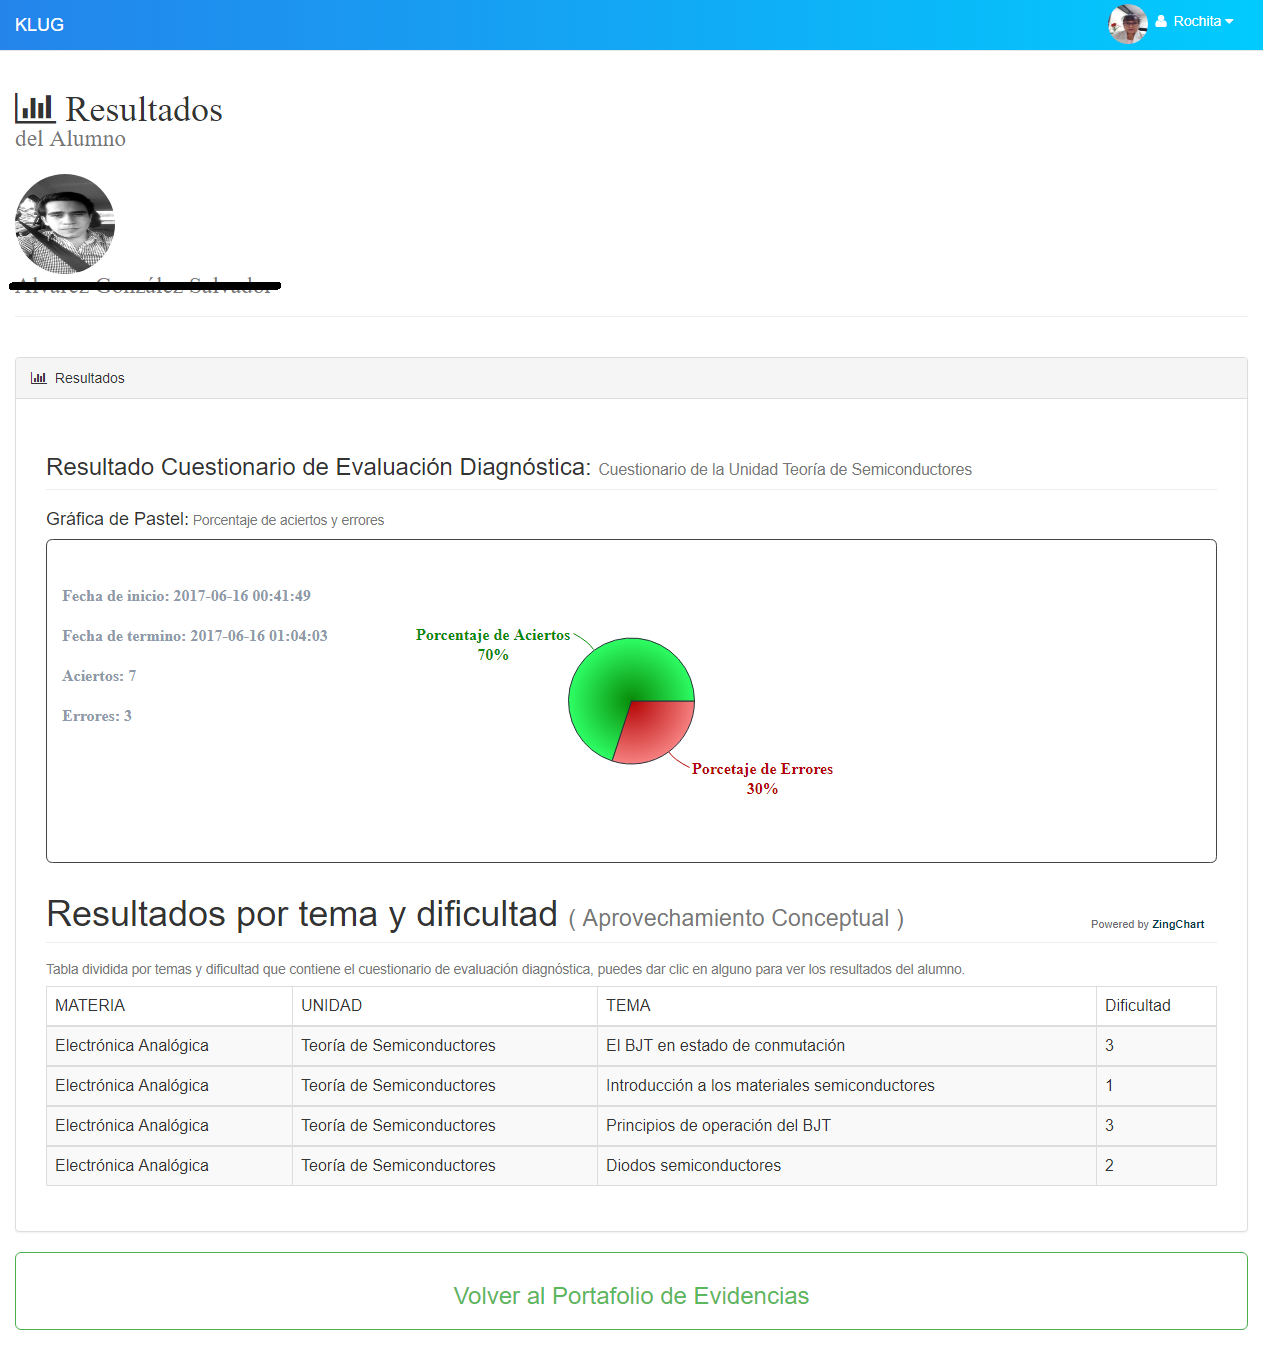 KLUG
Rochita
Resultados
del Alumno
Resultados
Resultado Cuestionario de Evaluación Diagnóstica: Cuestionario de la Unidad Teoría de Semiconductores
Gráfica de Pastel: Porcentaje de aciertos y errores
Fecha de inicio: 2017-06-16 00:41:49
Fecha de termino: 2017-06-16 01:04:03
Aciertos: 7
Errores: 3
Porcentaje de Aciertos
70%
Porcetaje de Errores
30%
Resultados por tema y dificultad ( Aprovechamiento Conceptual )
Powered by ZingChart
Tabla dividida por temas y dificultad que contiene el cuestionario de evaluación diagnóstica, puedes dar clic en alguno para ver los resultados del alumno.
MATERIA UNIDAD TEMA Dificultad
Electrónica Analógica Teoría de Semiconductores El BJT en estado de conmutación 3
Electrónica Analógica Teoría de Semiconductores Introducción a los materiales semiconductores 1
Electrónica Analógica Teoría de Semiconductores Principios de operación del BJT 3
Electrónica Analógica Teoría de Semiconductores Diodos semiconductores 2
Volver al Portafolio de Evidencias